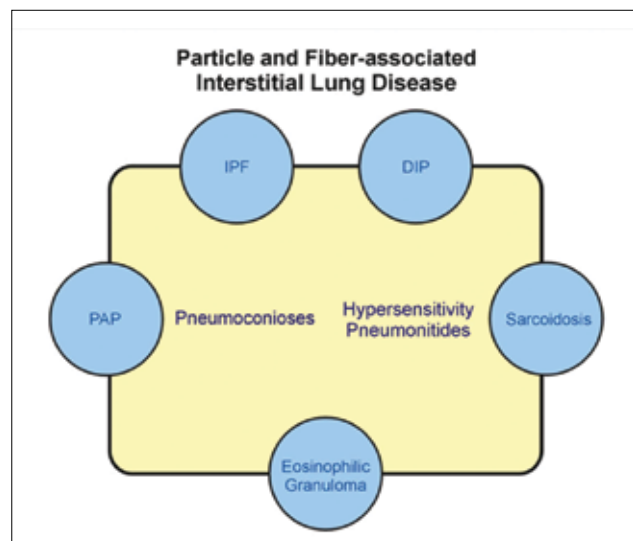 Particle and Fiber-associated
Interstitial Lung Disease
IPF
DIP
PAP
Pneumoconioses
Hypersensitivity
Pneumonitides
Sarcoidosis
Eosinophilic
Granuloma